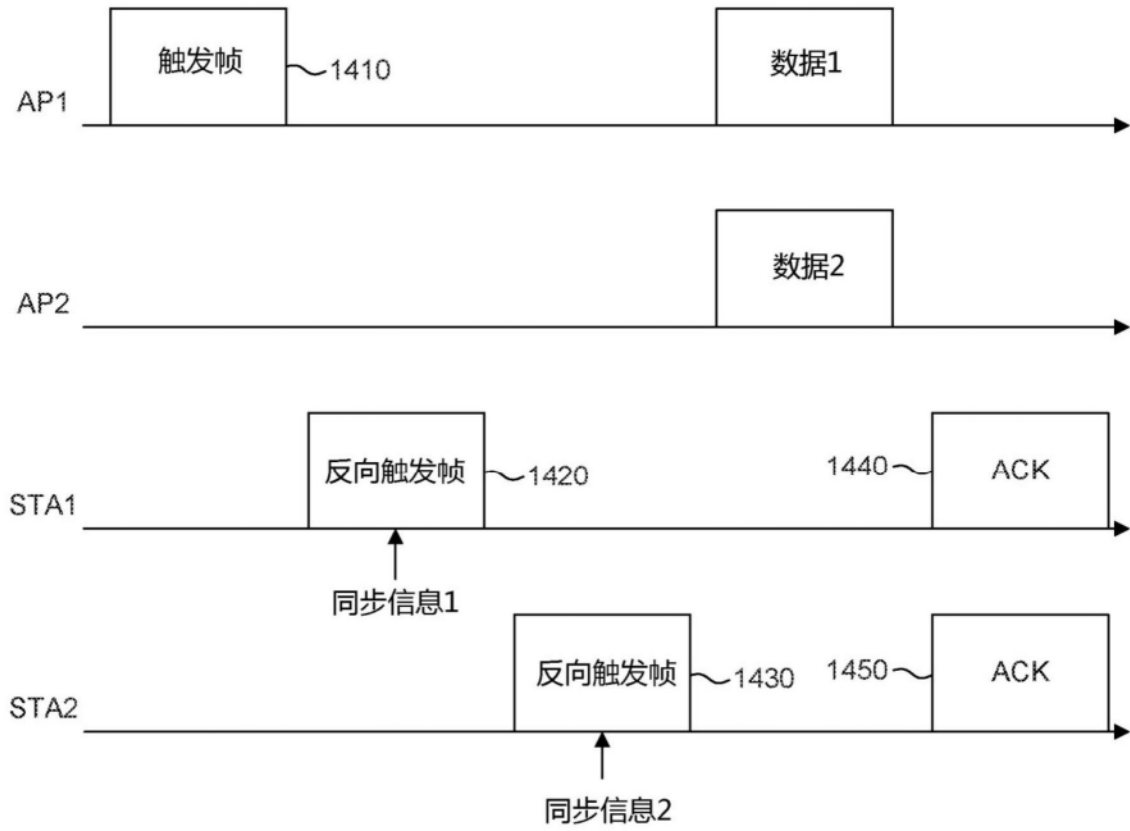 触发帧
1410
数据1
AP1
数据2
AP2
反向触发帧
1420
1440
ACK
STA1
同步信息1
反向触发帧
1430
1450
ACK
STA2
同步信息2